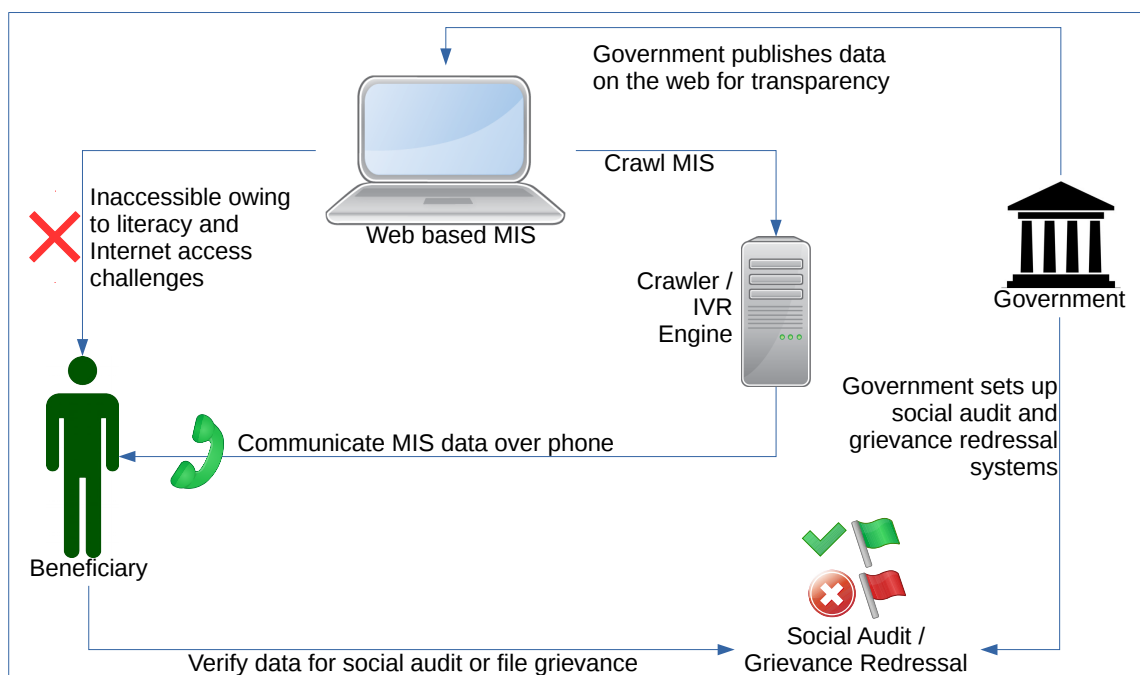 Government publishes data
on the web for transparency
Crawl MIS
Inaccessible owing
to literacy and
Internet access
challenges
Web based MIS
Crawler /
IVR
Engine
Government
Government sets up
social audit and
grievance redressal
systems
Communicate MIS data over phone
Beneficiary
Social Audit /
Grievance Redressal
Verify data for social audit or file grievance